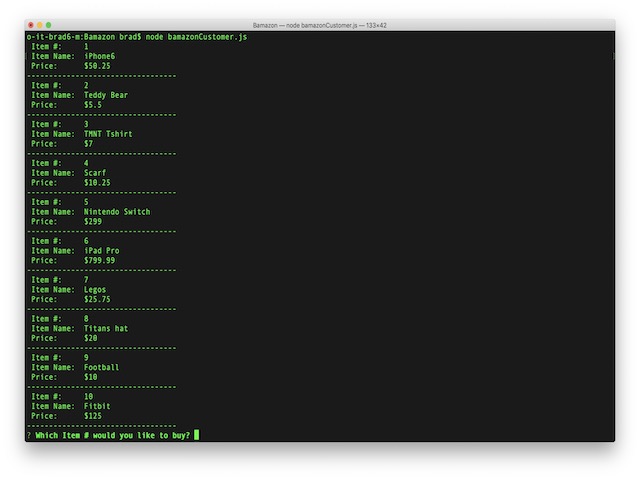 Bamazon — node bamazonCustomer.js — 133×42
o-it-brad6-m:Bamazon brad$ node bamazonCustomer.js
Item #: 1
Item Name: iPhone6
Price: $50.25
--------------------------------
Item #: 2
Item Name: Teddy Bear
Price: $5.5
--------------------------------
Item #: 3
Item Name: TMNT Tshirt
Price: $7
--------------------------------
Item #: 4
Item Name: Scarf
Price: $10.25
--------------------------------
Item #: 5
Item Name: Nintendo Switch
Price: $299
--------------------------------
Item #: 6
Item Name: iPad Pro
Price: $799.99
--------------------------------
Item #: 7
Item Name: Legos
Price: $25.75
--------------------------------
Item #: 8
Item Name: Titans hat
Price: $20
--------------------------------
Item #: 9
Item Name: Football
Price: $10
--------------------------------
Item #: 10
Item Name: Fitbit
Price: $125
--------------------------------
? Which Item # would you like to buy?